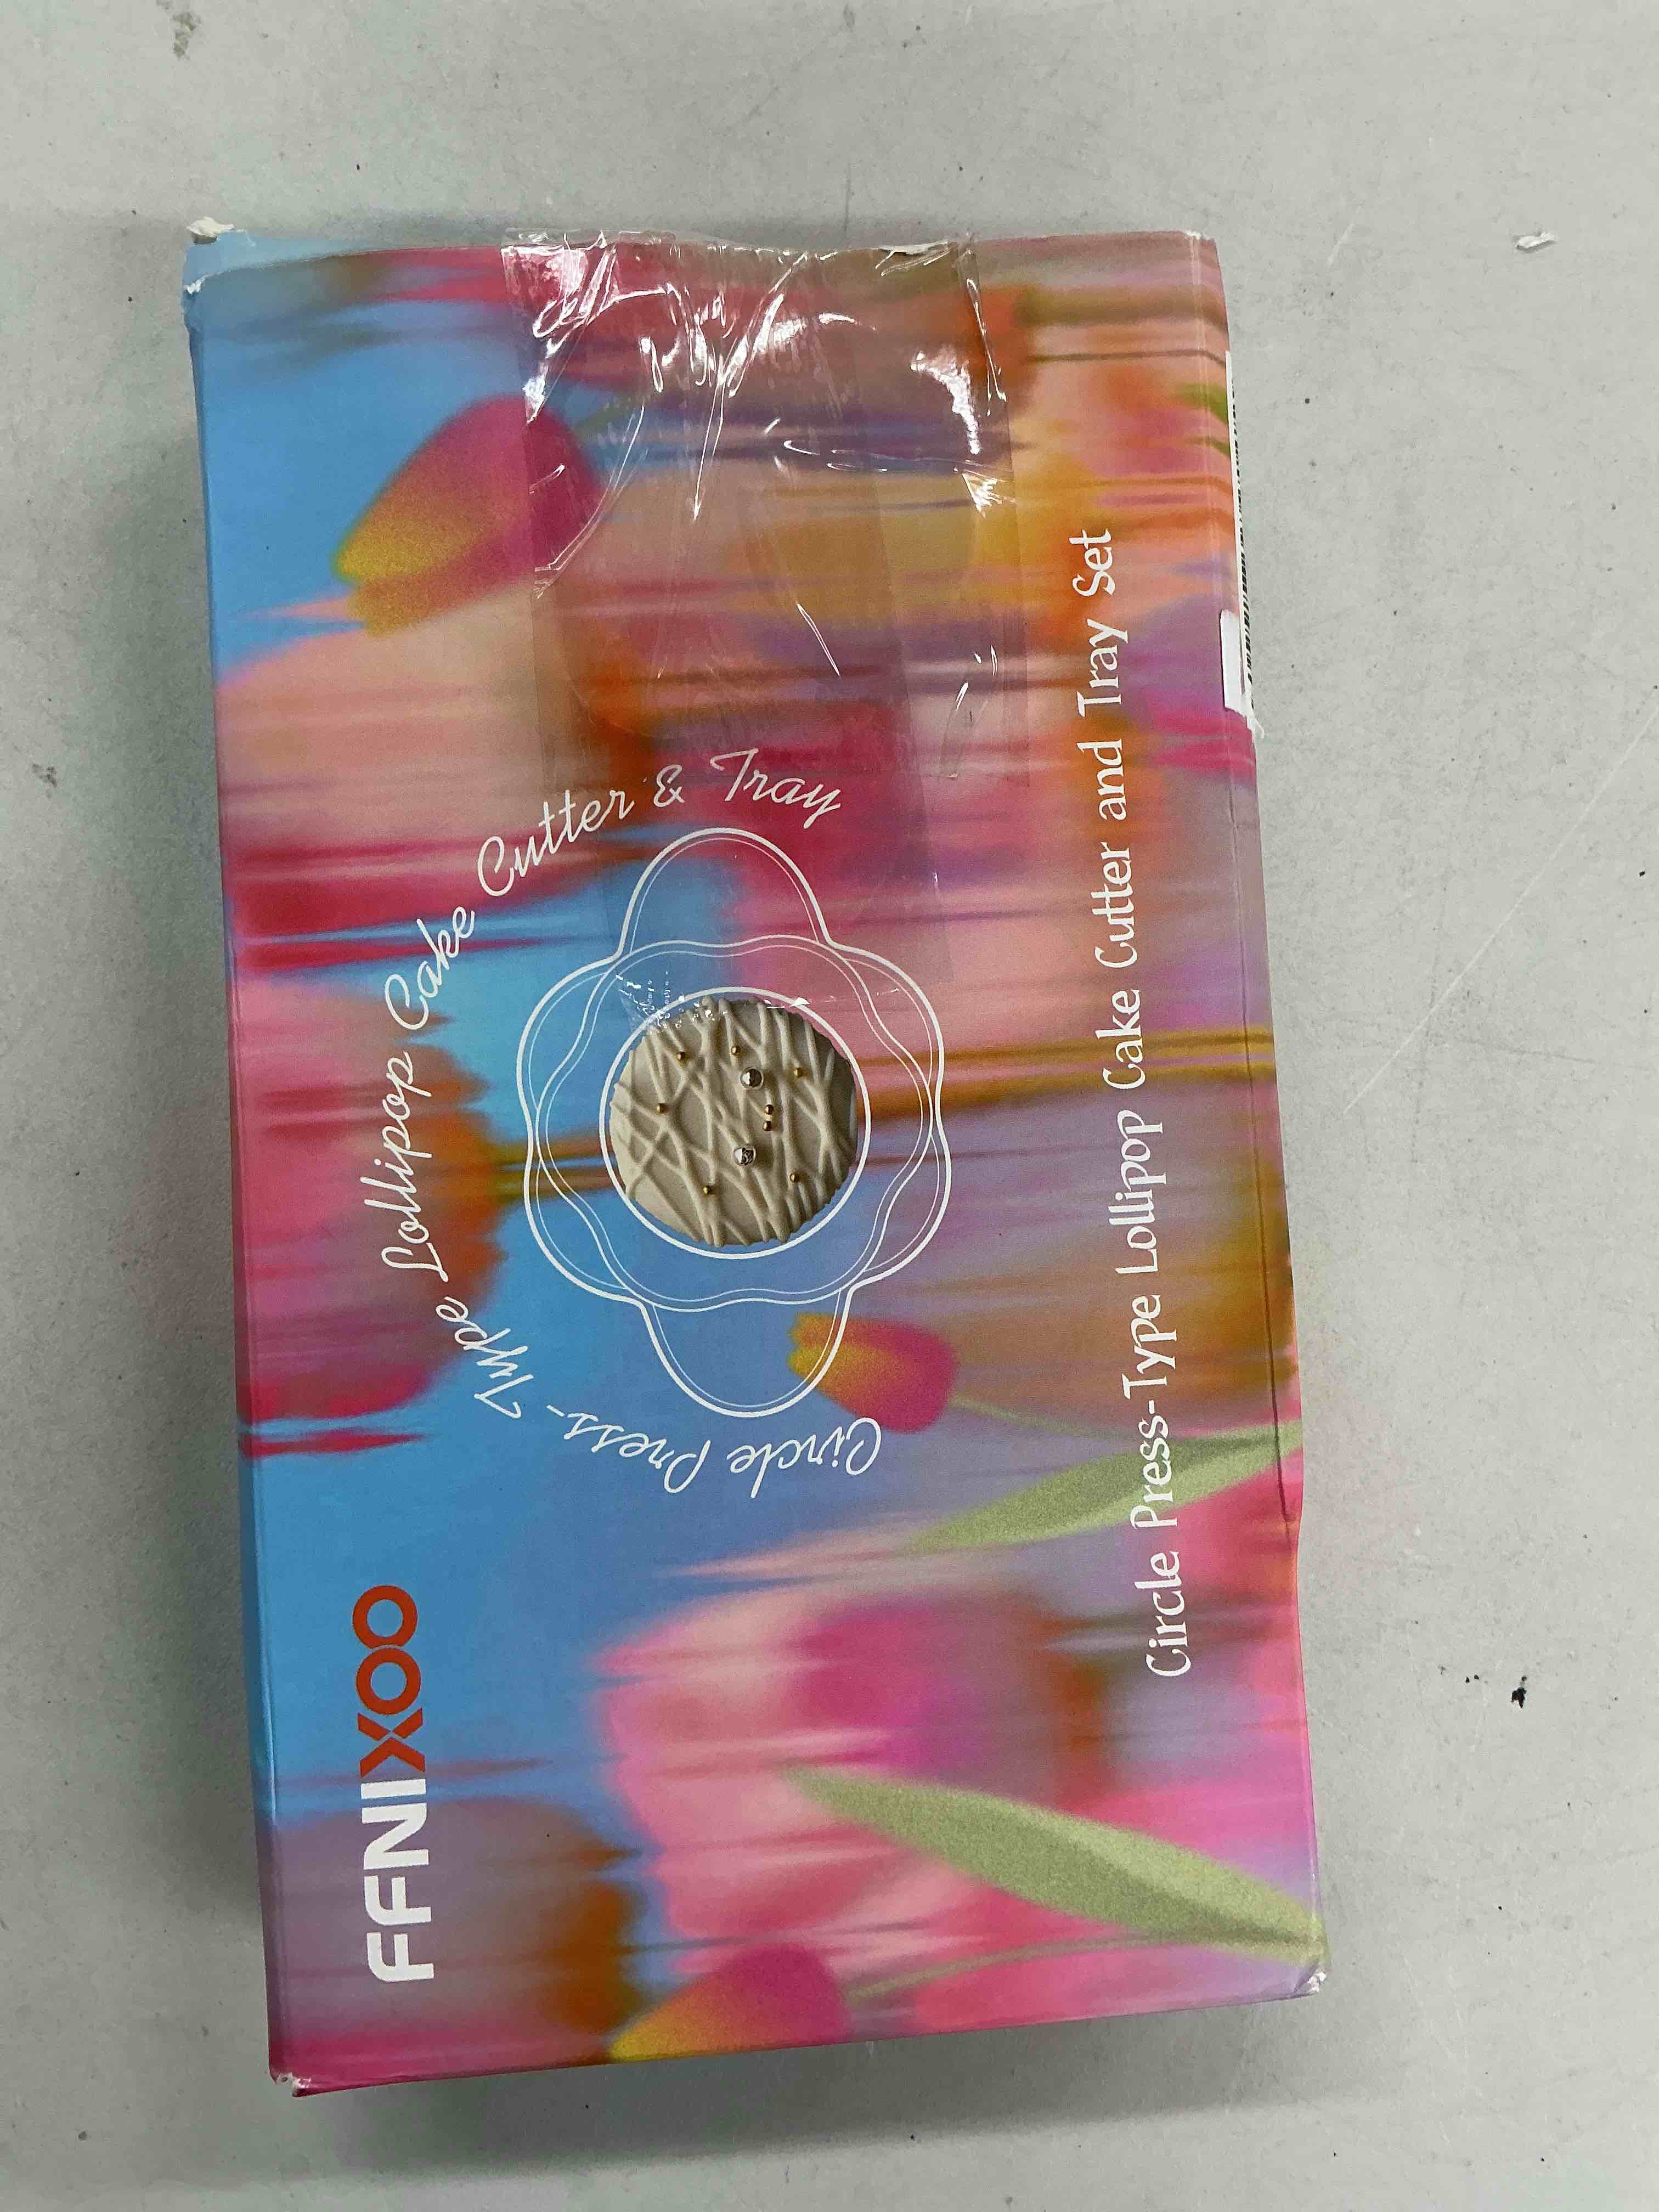 FFNIXOO
Circle Press-Type Lollipop Cake Cutter & Tray
Circle Press-Type Lollipop Cake Cutter and Tray Set